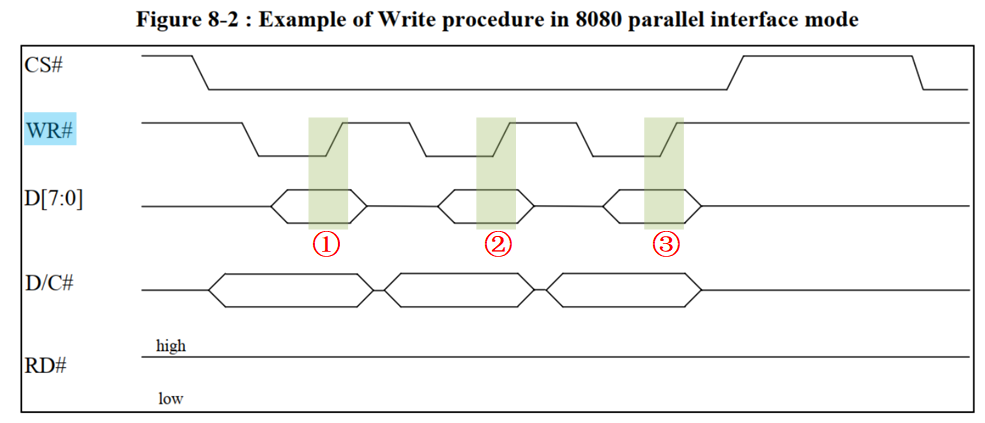 Figure 8-2 : Example of Write procedure in 8080 parallel interface mode
CS#
WR#
D[7:0]
① ② ③
D/C#
high
RD#
low